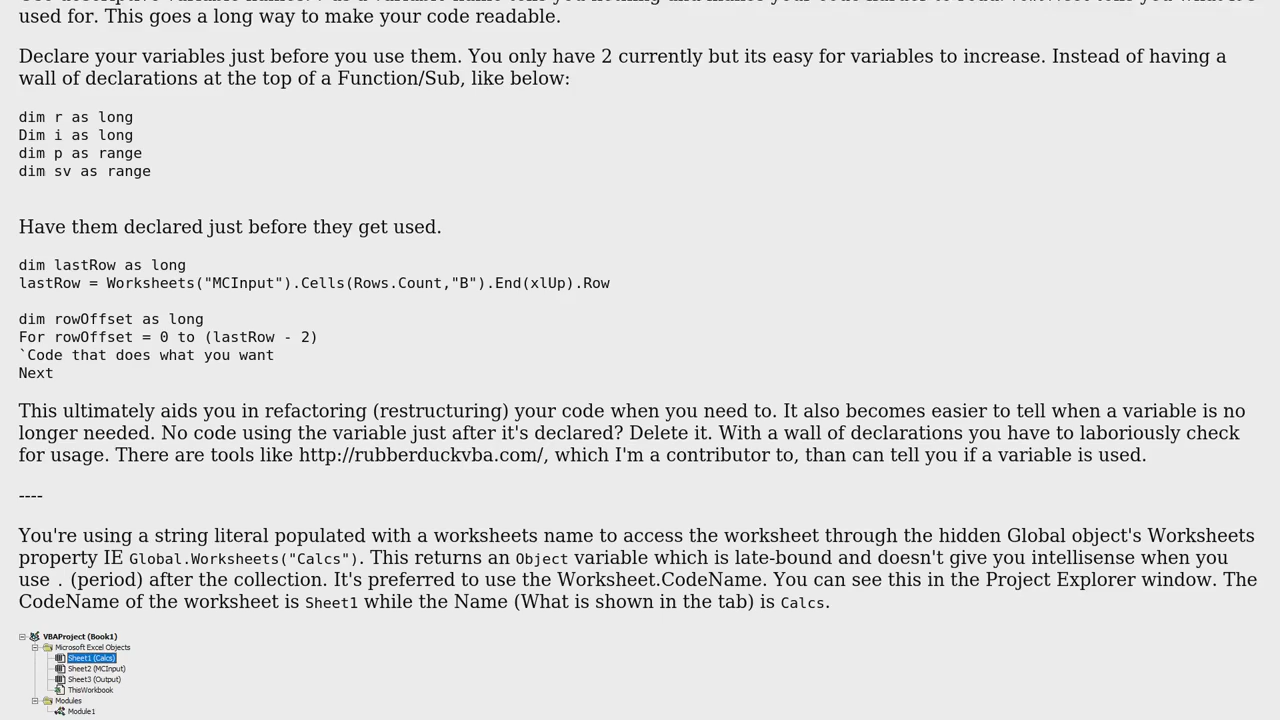 used for. This goes a long way to make your code readable.
Declare your variables just before you use them. You only have 2 currently but its easy for variables to increase. Instead of having a
wall of declarations at the top of a Function/Sub, like below:
dim r as long
Dim i as long
dim p as range
dim sv as range
Have them declared just before they get used.
dim lastRow as long
lastRow = Worksheets("MCInput").Cells(Rows.Count,"B").End(xlUp).Row
dim rowOffset as long
For rowOffset = 0 to (lastRow - 2)
`Code that does what you want
Next
This ultimately aids you in refactoring (restructuring) your code when you need to. It also becomes easier to tell when a variable is no
longer needed. No code using the variable just after it's declared? Delete it. With a wall of declarations you have to laboriously check
for usage. There are tools like http://rubberduckvba.com/, which I'm a contributor to, than can tell you if a variable is used.
----
You're using a string literal populated with a worksheets name to access the worksheet through the hidden Global object's Worksheets
property IE Global.Worksheets("Calcs"). This returns an Object variable which is late-bound and doesn't give you intellisense when you
use . (period) after the collection. It's preferred to use the Worksheet.CodeName. You can see this in the Project Explorer window. The
CodeName of the worksheet is Sheet1 while the Name (What is shown in the tab) is Calcs.
VBAProject (Book1)
Microsoft Excel Objects
Sheet1 (Calcs)
Sheet2 (MCInput)
Sheet3 (Output)
ThisWorkbook
Modules
Module1